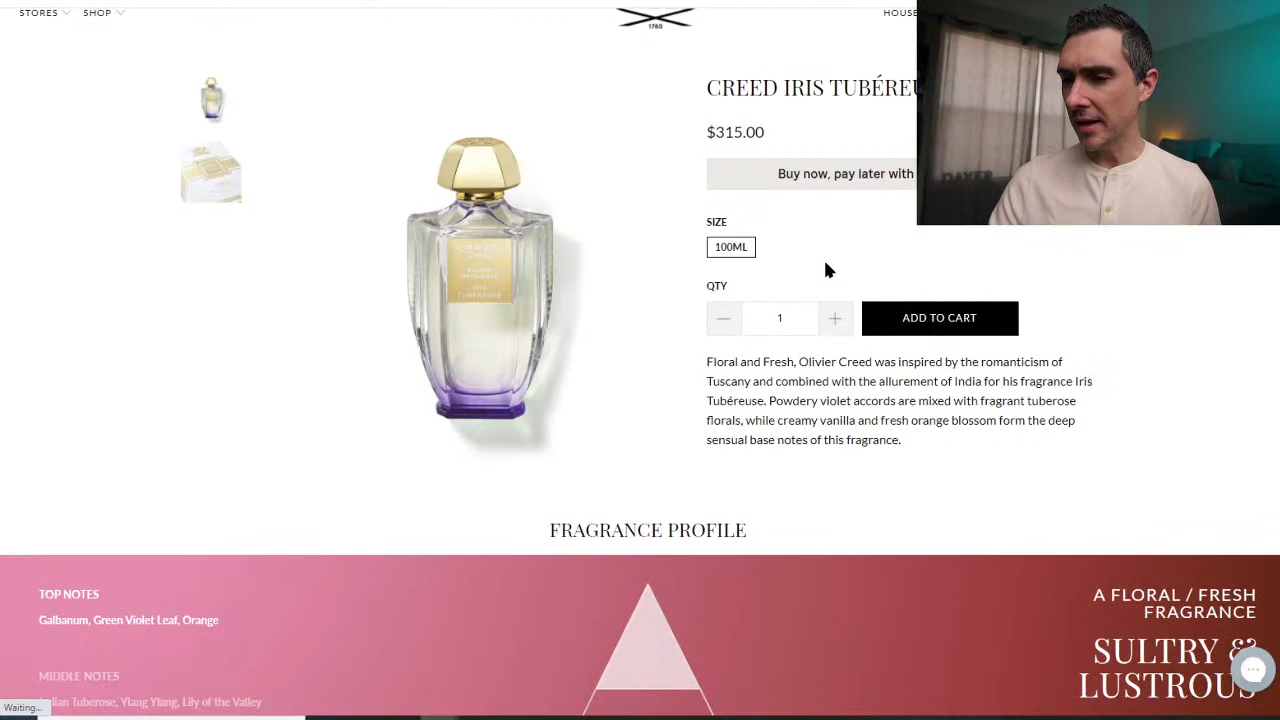 STORES
SHOP
1760
HOUSE
CREED IRIS TUBÉREU
$315.00
Buy now, pay later with
SIZE
100ML
QTY
1
ADD TO CART
Floral and Fresh, Olivier Creed was inspired by the romanticism of
Tuscany and combined with the allurement of India for his fragrance Iris
Tubéreuse. Powdery violet accords are mixed with fragrant tuberose
florals, while creamy vanilla and fresh orange blossom form the deep
sensual base notes of this fragrance.
IRIS
TUBEREUSE
FRAGRANCE PROFILE
TOP NOTES
Galbanum, Green Violet Leaf, Orange
MIDDLE NOTES
Indian Tuberose, Ylang Ylang, Lily of the Valley
A FLORAL / FRESH
FRAGRANCE
SULTRY &
LUSTROUS
Waiting...